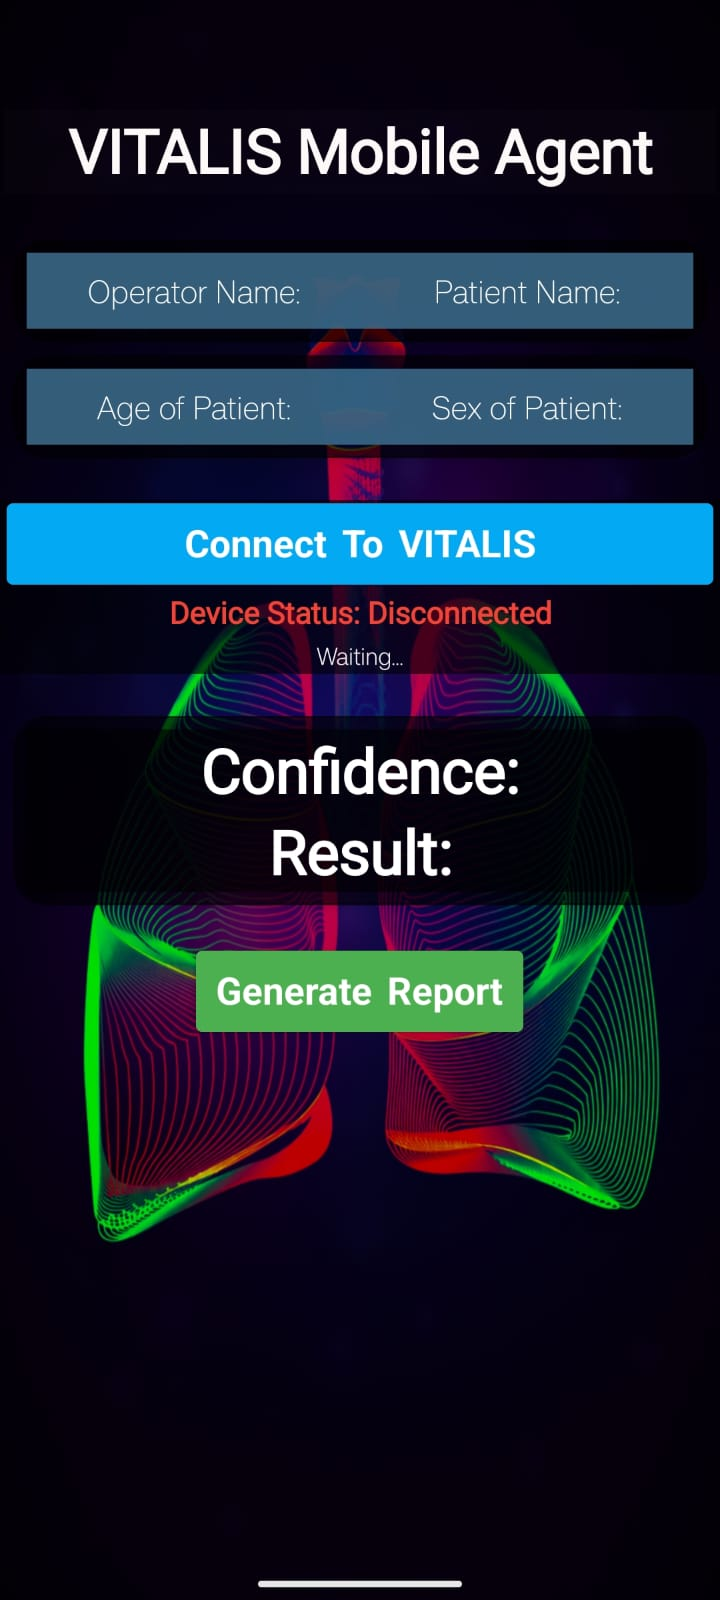 VITALIS Mobile Agent
Operator Name: Patient Name:
Age of Patient: Sex of Patient:
Connect To VITALIS
Device Status: Disconnected
Waiting...
Confidence:
Result:
Generate Report